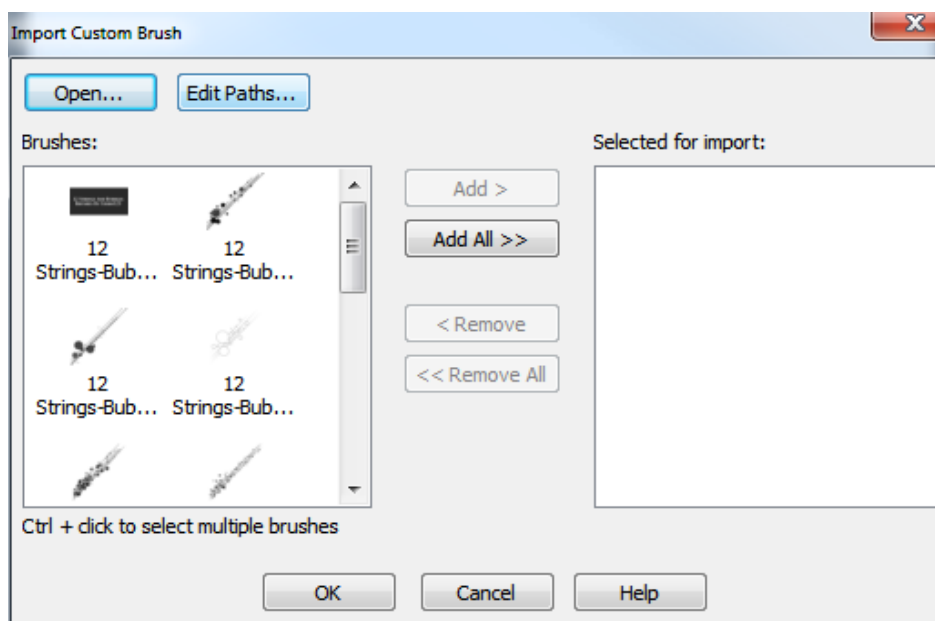 Import Custom Brush
X
Open...
Edit Paths...
Brushes:
Selected for import:
12
Strings-Bub...
12
Strings-Bub...
12
Strings-Bub...
12
Strings-Bub...
Add >
Add All >>
< Remove
<< Remove All
Ctrl + click to select multiple brushes
OK
Cancel
Help